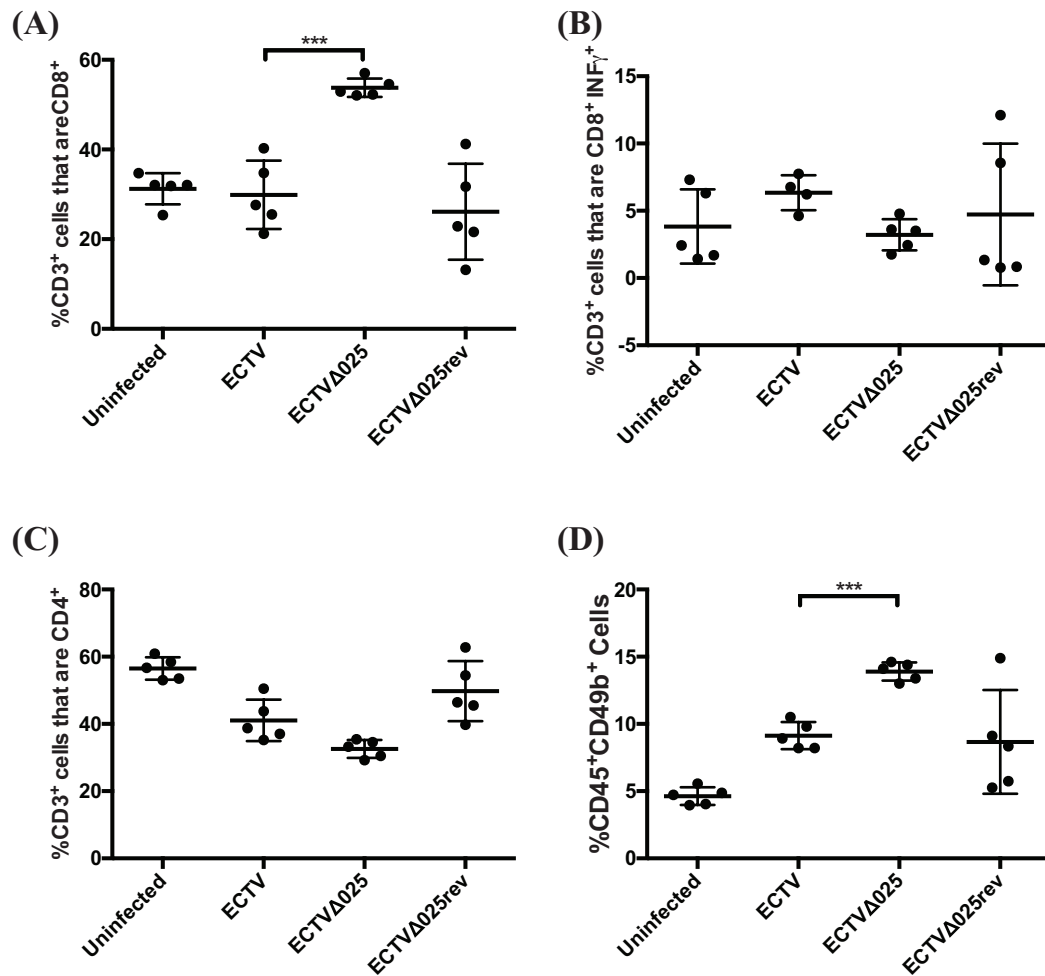 (A)
%CD3⁺ cells that areCD8⁺
60
40
20
0
***
Uninfected
ECTV
ECTVΔ025
ECTVΔ025rev
(B)
%CD3⁺ cells that are CD8⁺ INFγ⁺
15
10
5
0
-5
Uninfected
ECTV
ECTVΔ025
ECTVΔ025rev
(C)
%CD3⁺ cells that are CD4⁺
80
60
40
20
0
Uninfected
ECTV
ECTVΔ025
ECTVΔ025rev
(D)
%CD45⁺CD49b⁺ Cells
20
15
10
5
0
***
Uninfected
ECTV
ECTVΔ025
ECTVΔ025rev